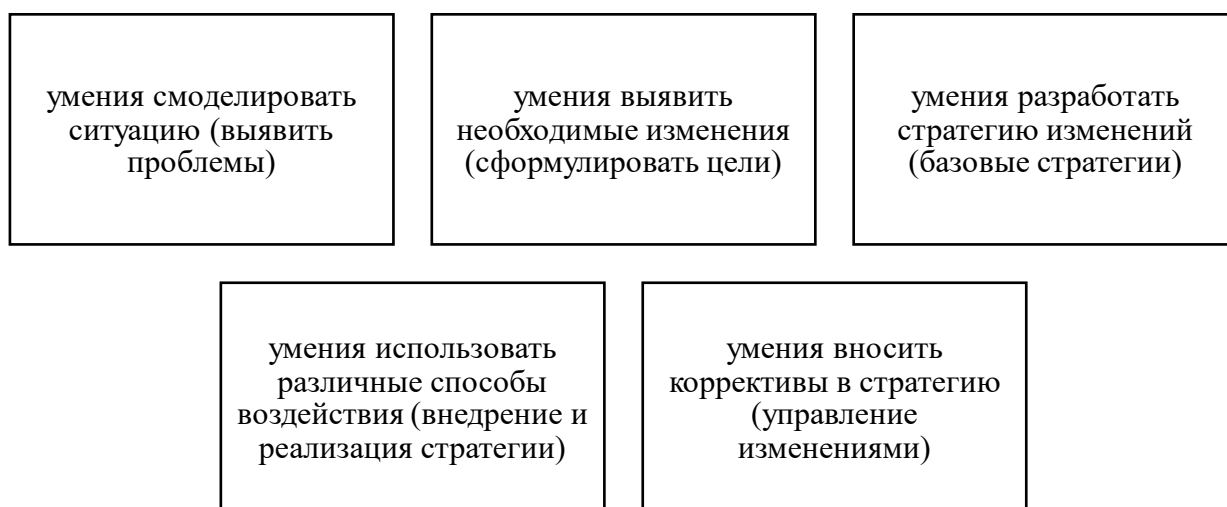 умения смоделировать
ситуацию (выявить
проблемы)
умения выявить
необходимые изменения
(сформулировать цели)
умения разработать
стратегию изменений
(базовые стратегии)
умения использовать
различные способы
воздействия (внедрение и
реализация стратегии)
умения вносить
коррективы в стратегию
(управление
изменениями)